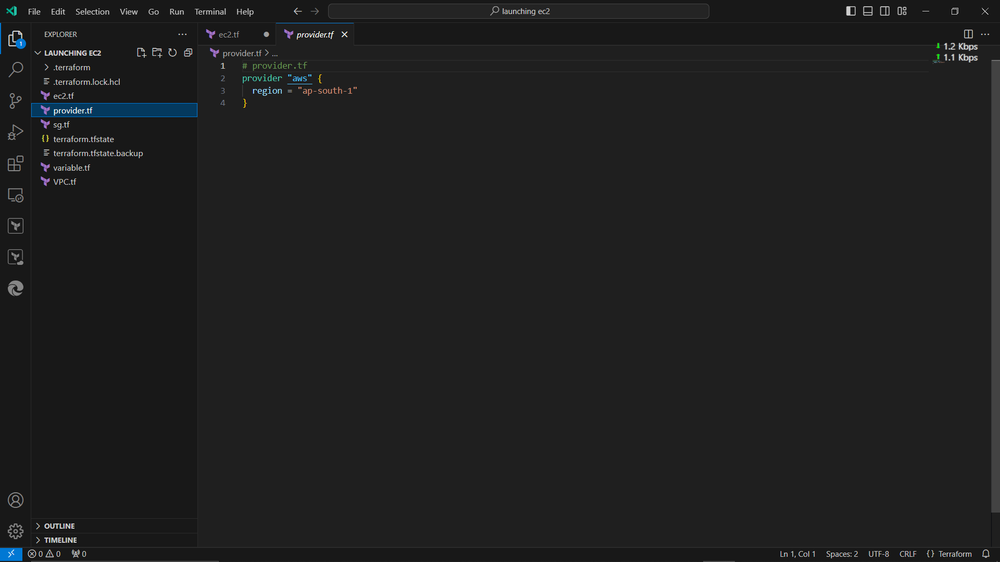 File Edit Selection View Go Run Terminal Help
launching ec2
EXPLORER
LAUNCHING EC2
.terraform
.terraform.lock.hcl
ec2.tf
provider.tf
sg.tf
terraform.tfstate
terraform.tfstate.backup
variable.tf
VPC.tf
OUTLINE
TIMELINE
1
ec2.tf
provider.tf
provider.tf > ...
1 # provider.tf
2 provider "aws" {
3 region = "ap-south-1"
4 }
1.2 Kbps
1.1 Kbps
0 0 0
Ln 1, Col 1 Spaces: 2 UTF-8 CRLF {} Terraform